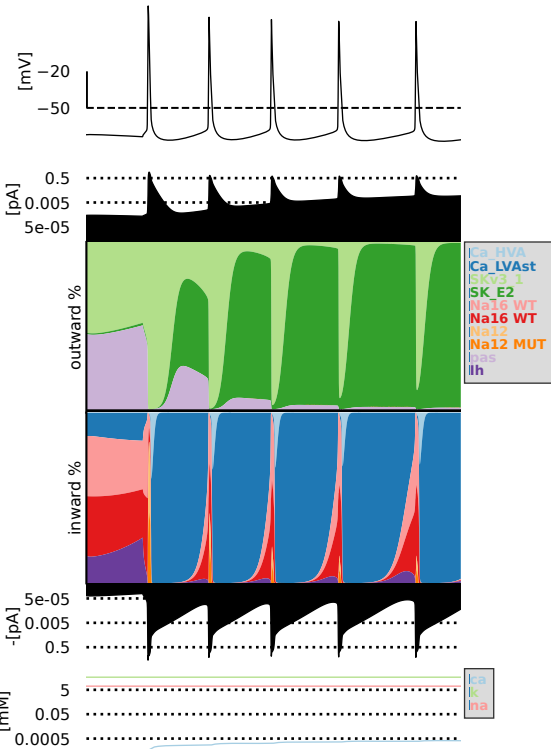 [mV]
−20
−50
[pA]
0.5
0.005
5e-05
outward %
Ca_HVA
Ca_LVAst
SKv3_1
SK_E2
Na16 WT
Na16 WT
Na12
Na12 MUT
pas
Ih
inward %
-[pA]
5e-05
0.005
0.5
[mM]
5
0.05
0.0005
ca
k
na